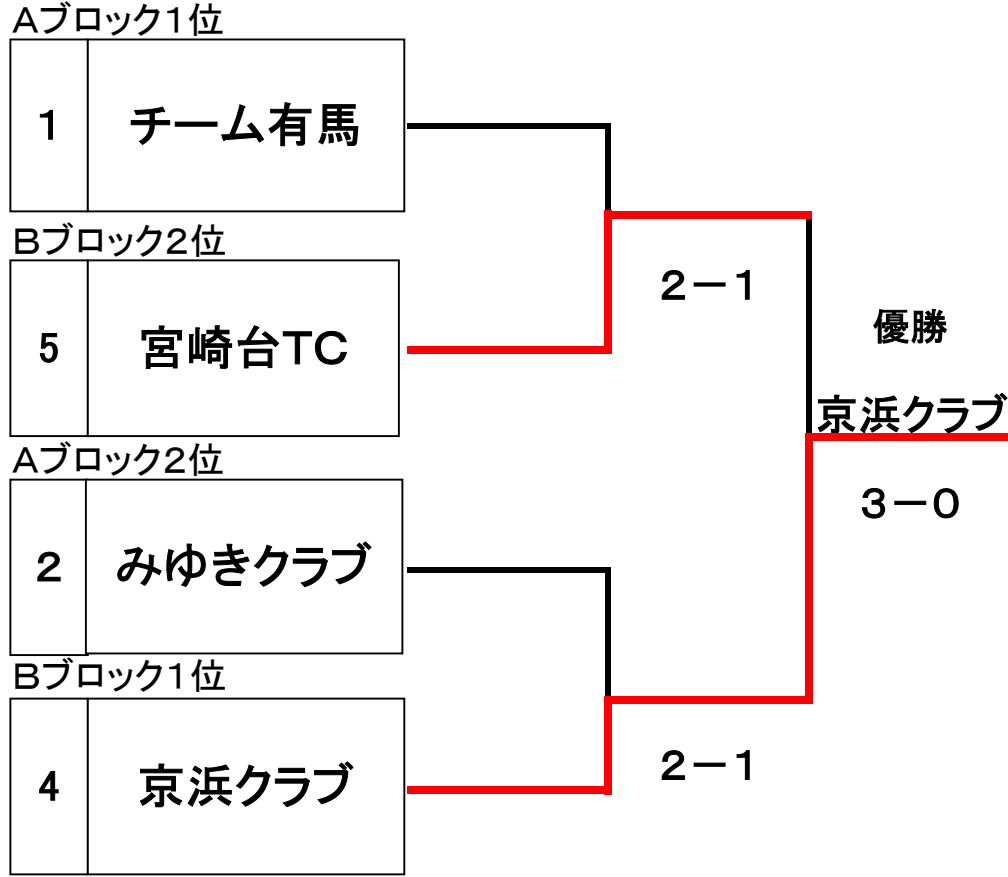 Aブロック1位
1 チーム有馬
Bブロック2位
5 宮崎台TC
2－1
優勝
京浜クラブ
3－0
Aブロック2位
2 みゆきクラブ
Bブロック1位
4 京浜クラブ
2－1